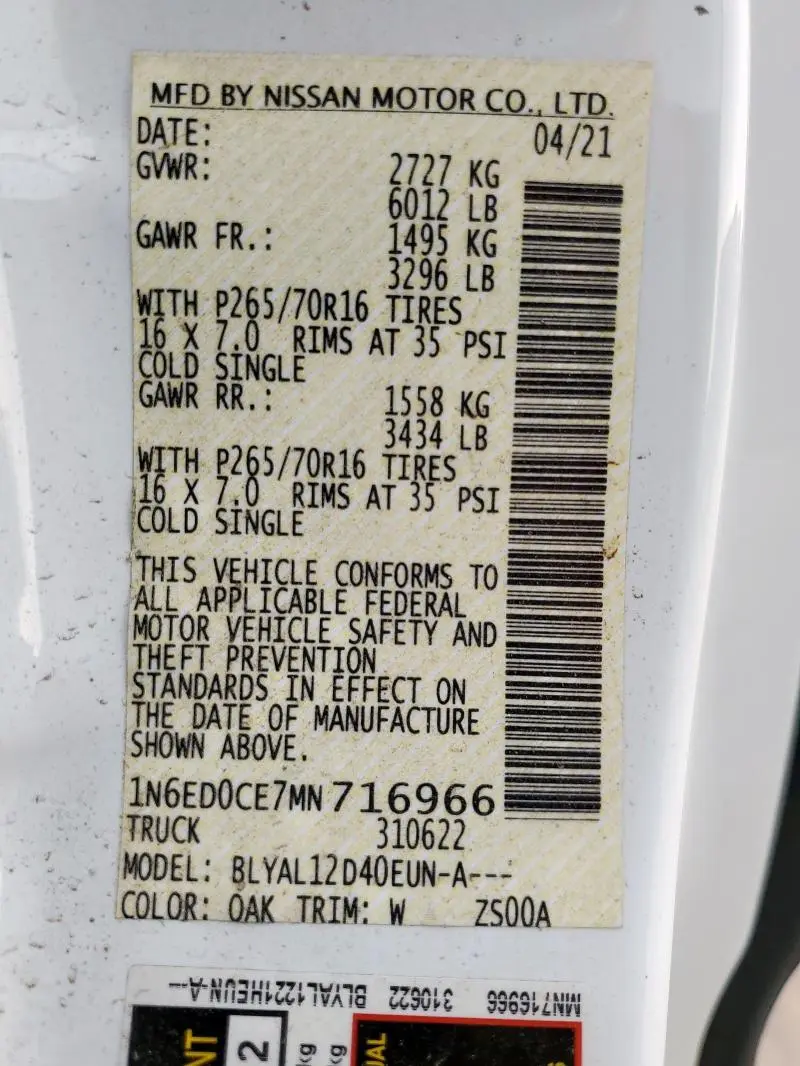 MFD BY NISSAN MOTOR CO., LTD.
DATE: 04/21
GVWR: 2727 KG
6012 LB
GAWR FR.: 1495 KG
3296 LB
WITH P265/70R16 TIRES
16 X 7.0 RIMS AT 35 PSI
COLD SINGLE
GAWR RR.: 1558 KG
3434 LB
WITH P265/70R16 TIRES
16 X 7.0 RIMS AT 35 PSI
COLD SINGLE
THIS VEHICLE CONFORMS TO
ALL APPLICABLE FEDERAL
MOTOR VEHICLE SAFETY AND
THEFT PREVENTION
STANDARDS IN EFFECT ON
THE DATE OF MANUFACTURE
SHOWN ABOVE.
1N6ED0CE7MN716966
TRUCK 310622
MODEL: BLYAL12D40EUN-A---
COLOR: QAK TRIM: W ZS00A
MN716966 310622 BLYAL1221HEUN-A--
2
kg
kg